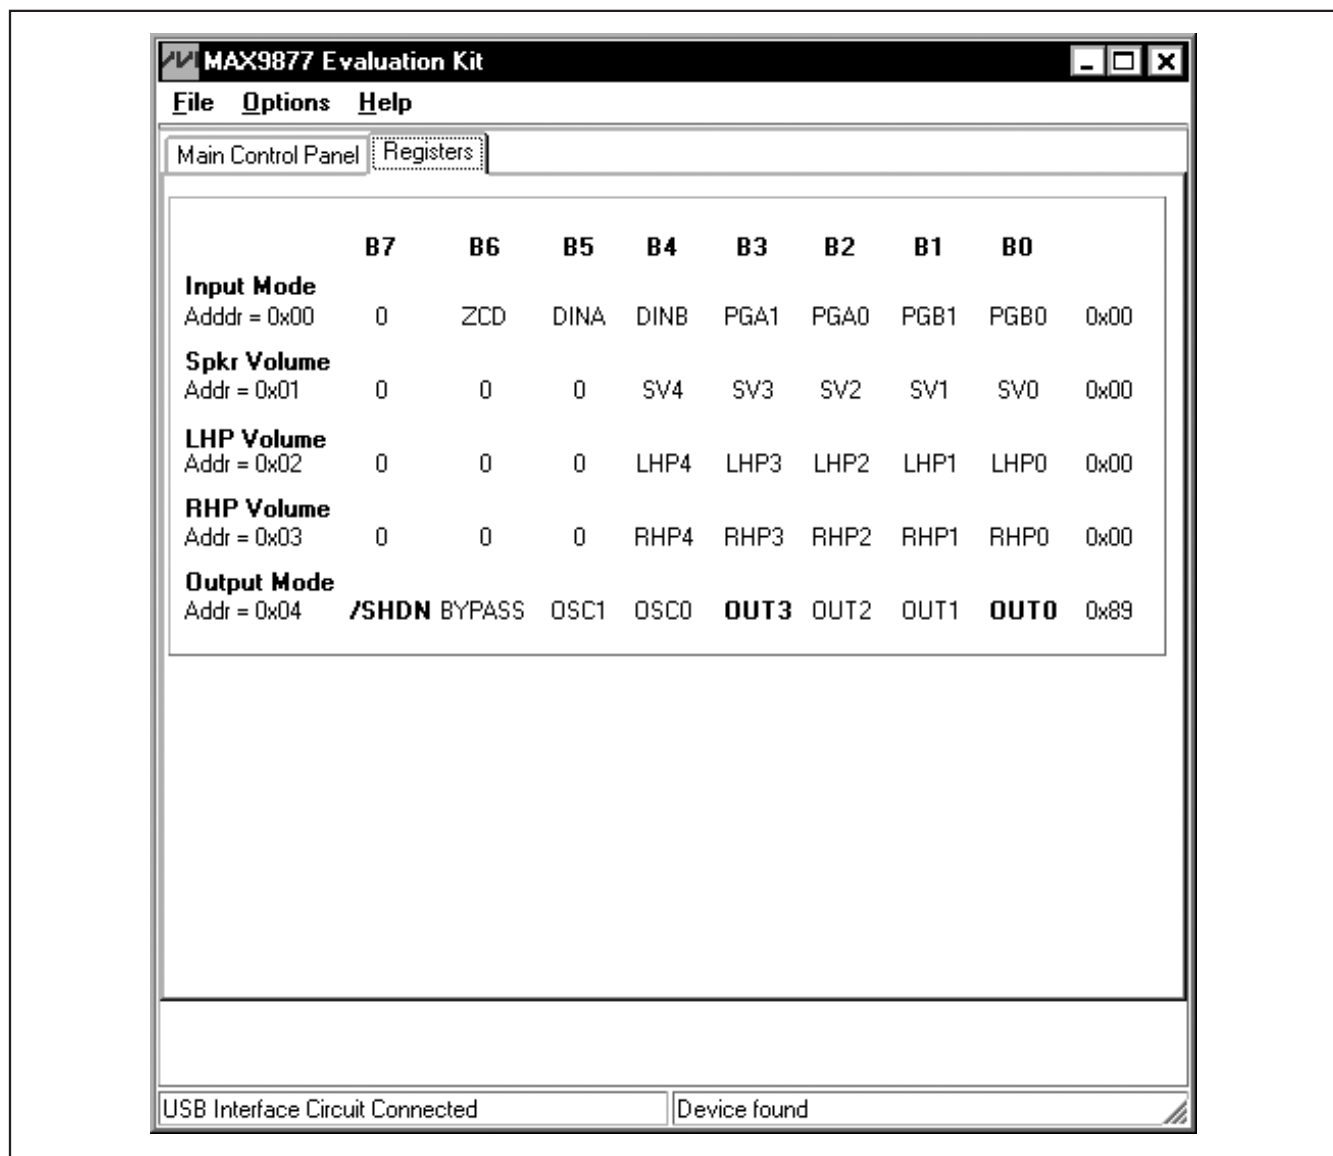 MAX9877 Evaluation Kit
File Options Help
Main Control Panel Registers
B7 B6 B5 B4 B3 B2 B1 B0
Input Mode
Adddr = 0x00 0 ZCD DINA DINB PGA1 PGA0 PGB1 PGB0 0x00
Spkr Volume
Addr = 0x01 0 0 0 SV4 SV3 SV2 SV1 SV0 0x00
LHP Volume
Addr = 0x02 0 0 0 LHP4 LHP3 LHP2 LHP1 LHP0 0x00
RHP Volume
Addr = 0x03 0 0 0 RHP4 RHP3 RHP2 RHP1 RHP0 0x00
Output Mode
Addr = 0x04 /SHDN BYPASS OSC1 OSC0 OUT3 OUT2 OUT1 OUT0 0x89
USB Interface Circuit Connected Device found